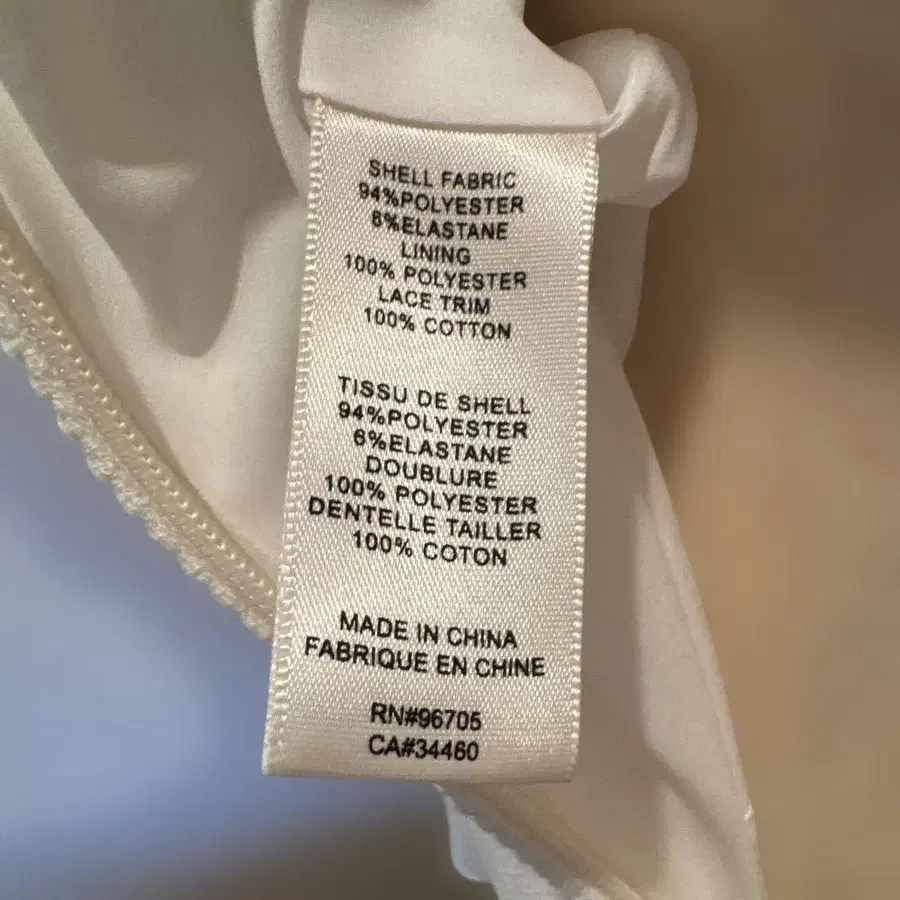 SHELL FABRIC
94%POLYESTER
6%ELASTANE
LINING
100% POLYESTER
LACE TRIM
100% COTTON
TISSU DE SHELL
94%POLYESTER
6%ELASTANE
DOUBLURE
100% POLYESTER
DENTELLE TAILLER
100% COTON
MADE IN CHINA
FABRIQUE EN CHINE
RN#96705
CA#34460